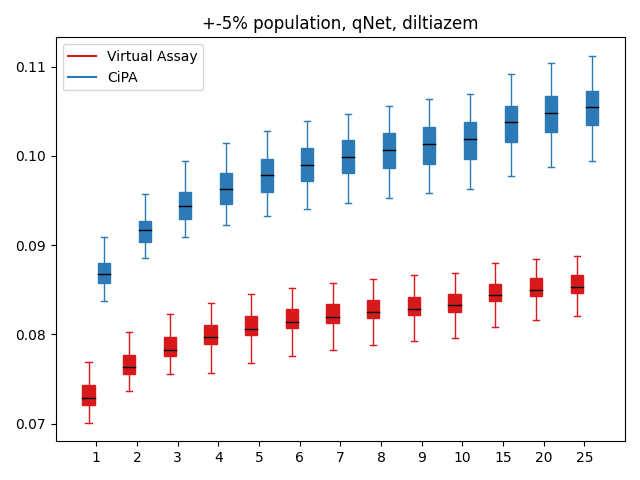 +-5% population, qNet, diltiazem
Virtual Assay
CiPA
0.11
0.10
0.09
0.08
0.07
1 2 3 4 5 6 7 8 9 10 15 20 25